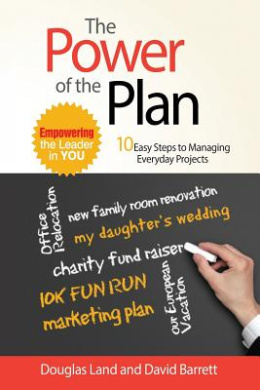 The
Power
of the
Plan
Empowering
the Leader
in YOU
10 Easy Steps to Managing
Everyday Projects
Office
Relocation
new family room renovation
my daughter's wedding
charity fund raiser
10K FUN RUN
marketing plan
our European
Vacation
Douglas Land and David Barrett